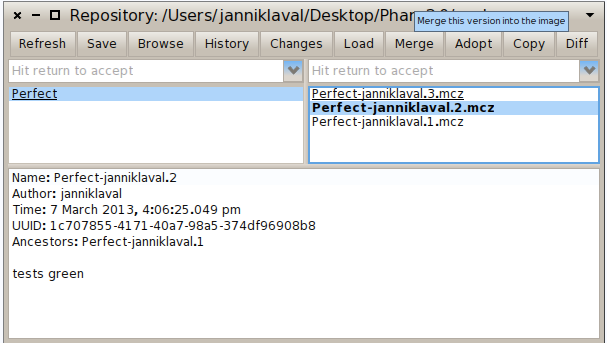 Repository: /Users/janniklaval/Desktop/Phar
Merge this version into the image
Refresh Save Browse History Changes Load Merge Adopt Copy Diff
Hit return to accept Hit return to accept
Perfect
Perfect-janniklaval.3.mcz
Perfect-janniklaval.2.mcz
Perfect-janniklaval.1.mcz
Name: Perfect-janniklaval.2
Author: janniklaval
Time: 7 March 2013, 4:06:25.049 pm
UUID: 1c707855-4171-40a7-98a5-374df96908b8
Ancestors: Perfect-janniklaval.1
tests green